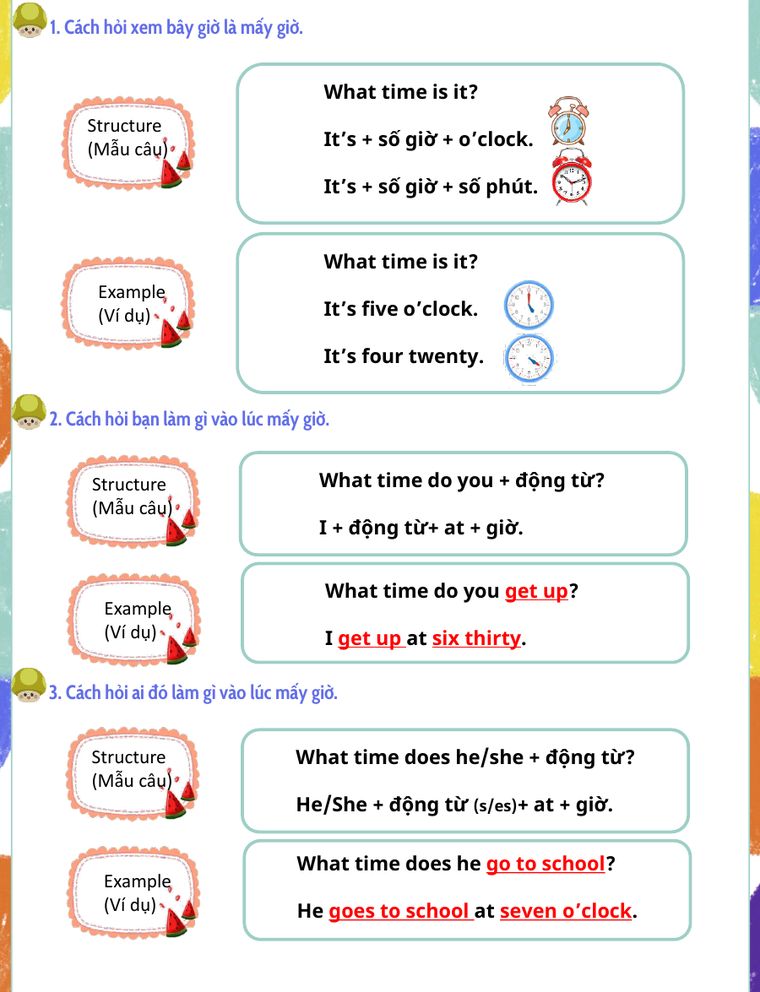 1. Cách hỏi xem bây giờ là mấy giờ.
Structure
(Mẫu câu)
What time is it?
It’s + số giờ + o’clock.
It’s + số giờ + số phút.
Example
(Ví dụ)
What time is it?
It’s five o’clock.
It’s four twenty.
2. Cách hỏi bạn làm gì vào lúc mấy giờ.
Structure
(Mẫu câu)
What time do you + động từ?
I + động từ+ at + giờ.
Example
(Ví dụ)
What time do you get up?
I get up at six thirty.
3. Cách hỏi ai đó làm gì vào lúc mấy giờ.
Structure
(Mẫu câu)
What time does he/she + động từ?
He/She + động từ (s/es)+ at + giờ.
Example
(Ví dụ)
What time does he go to school?
He goes to school at seven o’clock.